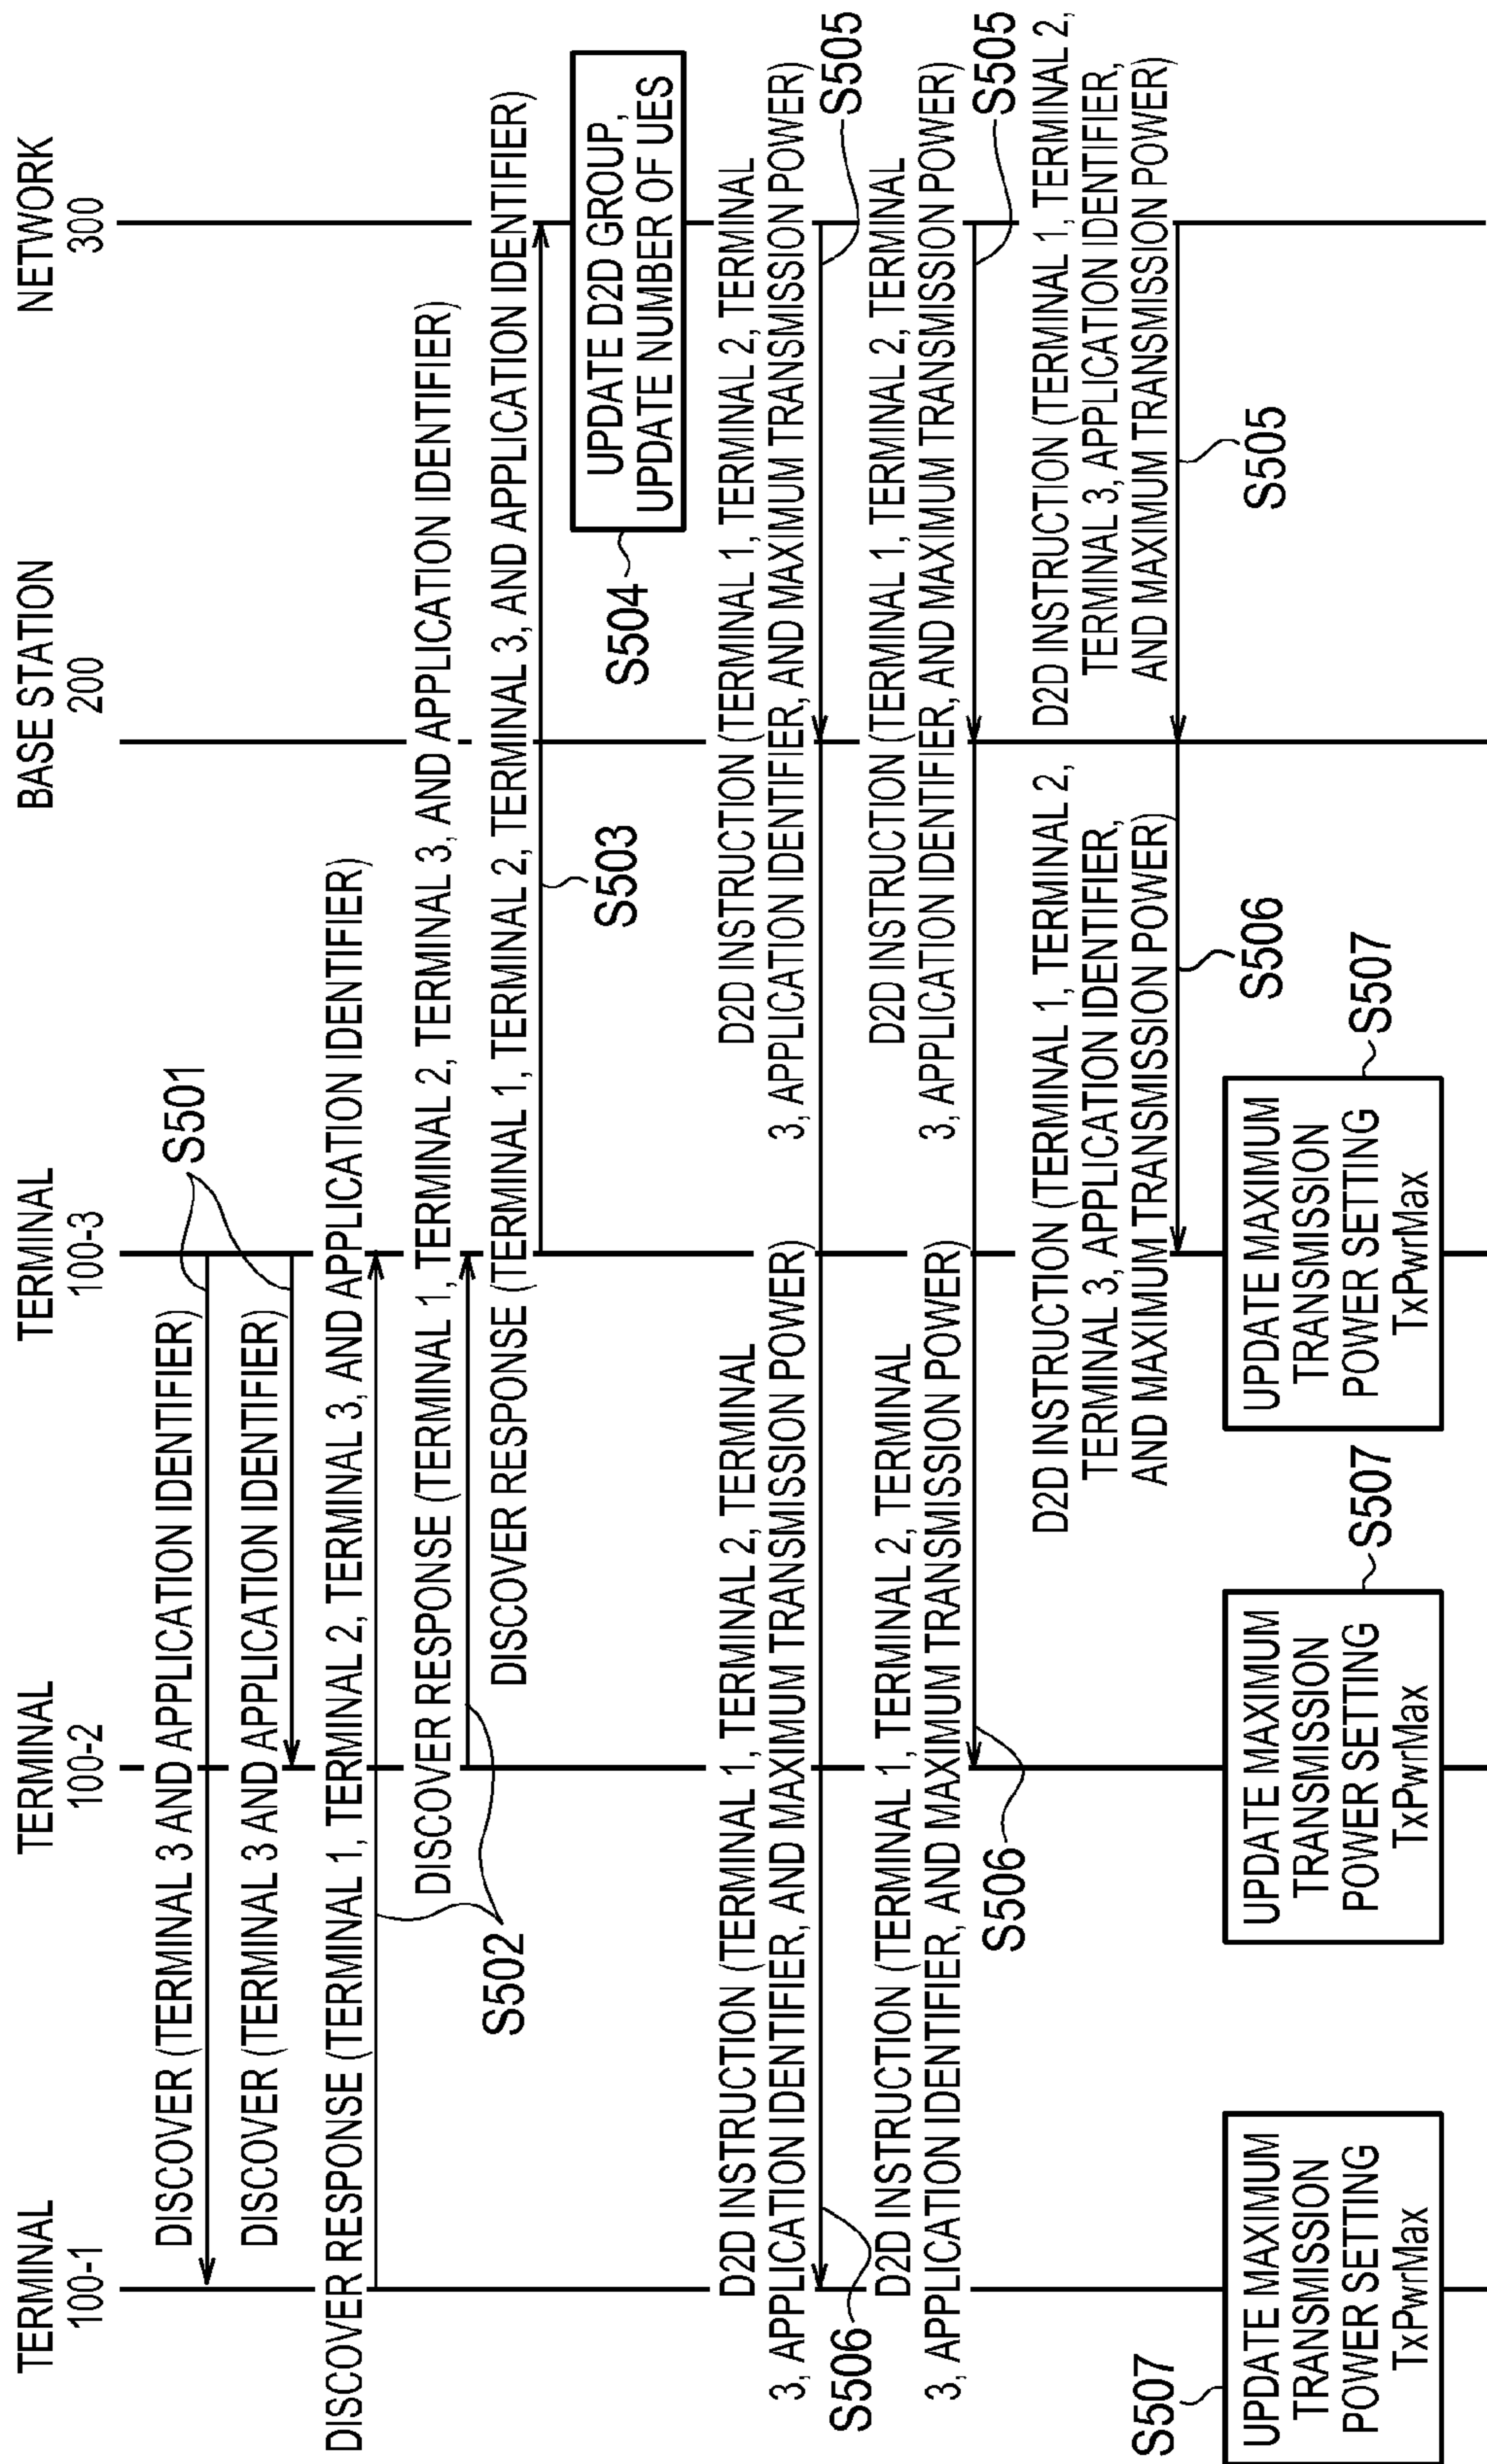 TERMINAL
100-1
TERMINAL
100-2
TERMINAL
100-3
BASE STATION
200
NETWORK
300
DISCOVER (TERMINAL 3 AND APPLICATION IDENTIFIER)
S501
DISCOVER (TERMINAL 3 AND APPLICATION IDENTIFIER)
DISCOVER RESPONSE (TERMINAL 1, TERMINAL 2, TERMINAL 3, AND APPLICATION IDENTIFIER)
DISCOVER RESPONSE (TERMINAL 1, TERMINAL 2, TERMINAL 3, AND APPLICATION IDENTIFIER)
S502
DISCOVER RESPONSE (TERMINAL 1, TERMINAL 2, TERMINAL 3, AND APPLICATION IDENTIFIER)
S503
UPDATE D2D GROUP,
UPDATE NUMBER OF UES
S504
D2D INSTRUCTION (TERMINAL 1, TERMINAL 2, TERMINAL
3, APPLICATION IDENTIFIER, AND MAXIMUM TRANSMISSION POWER)
D2D INSTRUCTION (TERMINAL 1, TERMINAL 2, TERMINAL
3, APPLICATION IDENTIFIER, AND MAXIMUM TRANSMISSION POWER)
S505
S506
D2D INSTRUCTION (TERMINAL 1, TERMINAL 2, TERMINAL
3, APPLICATION IDENTIFIER, AND MAXIMUM TRANSMISSION POWER)
D2D INSTRUCTION (TERMINAL 1, TERMINAL 2, TERMINAL
3, APPLICATION IDENTIFIER, AND MAXIMUM TRANSMISSION POWER)
S505
S506
D2D INSTRUCTION (TERMINAL 1, TERMINAL 2,
TERMINAL 3, APPLICATION IDENTIFIER,
AND MAXIMUM TRANSMISSION POWER)
D2D INSTRUCTION (TERMINAL 1, TERMINAL 2,
TERMINAL 3, APPLICATION IDENTIFIER,
AND MAXIMUM TRANSMISSION POWER)
S506
S505
S507
UPDATE MAXIMUM
TRANSMISSION
POWER SETTING
TxPwrMax
S507
UPDATE MAXIMUM
TRANSMISSION
POWER SETTING
TxPwrMax
S507
UPDATE MAXIMUM
TRANSMISSION
POWER SETTING
TxPwrMax